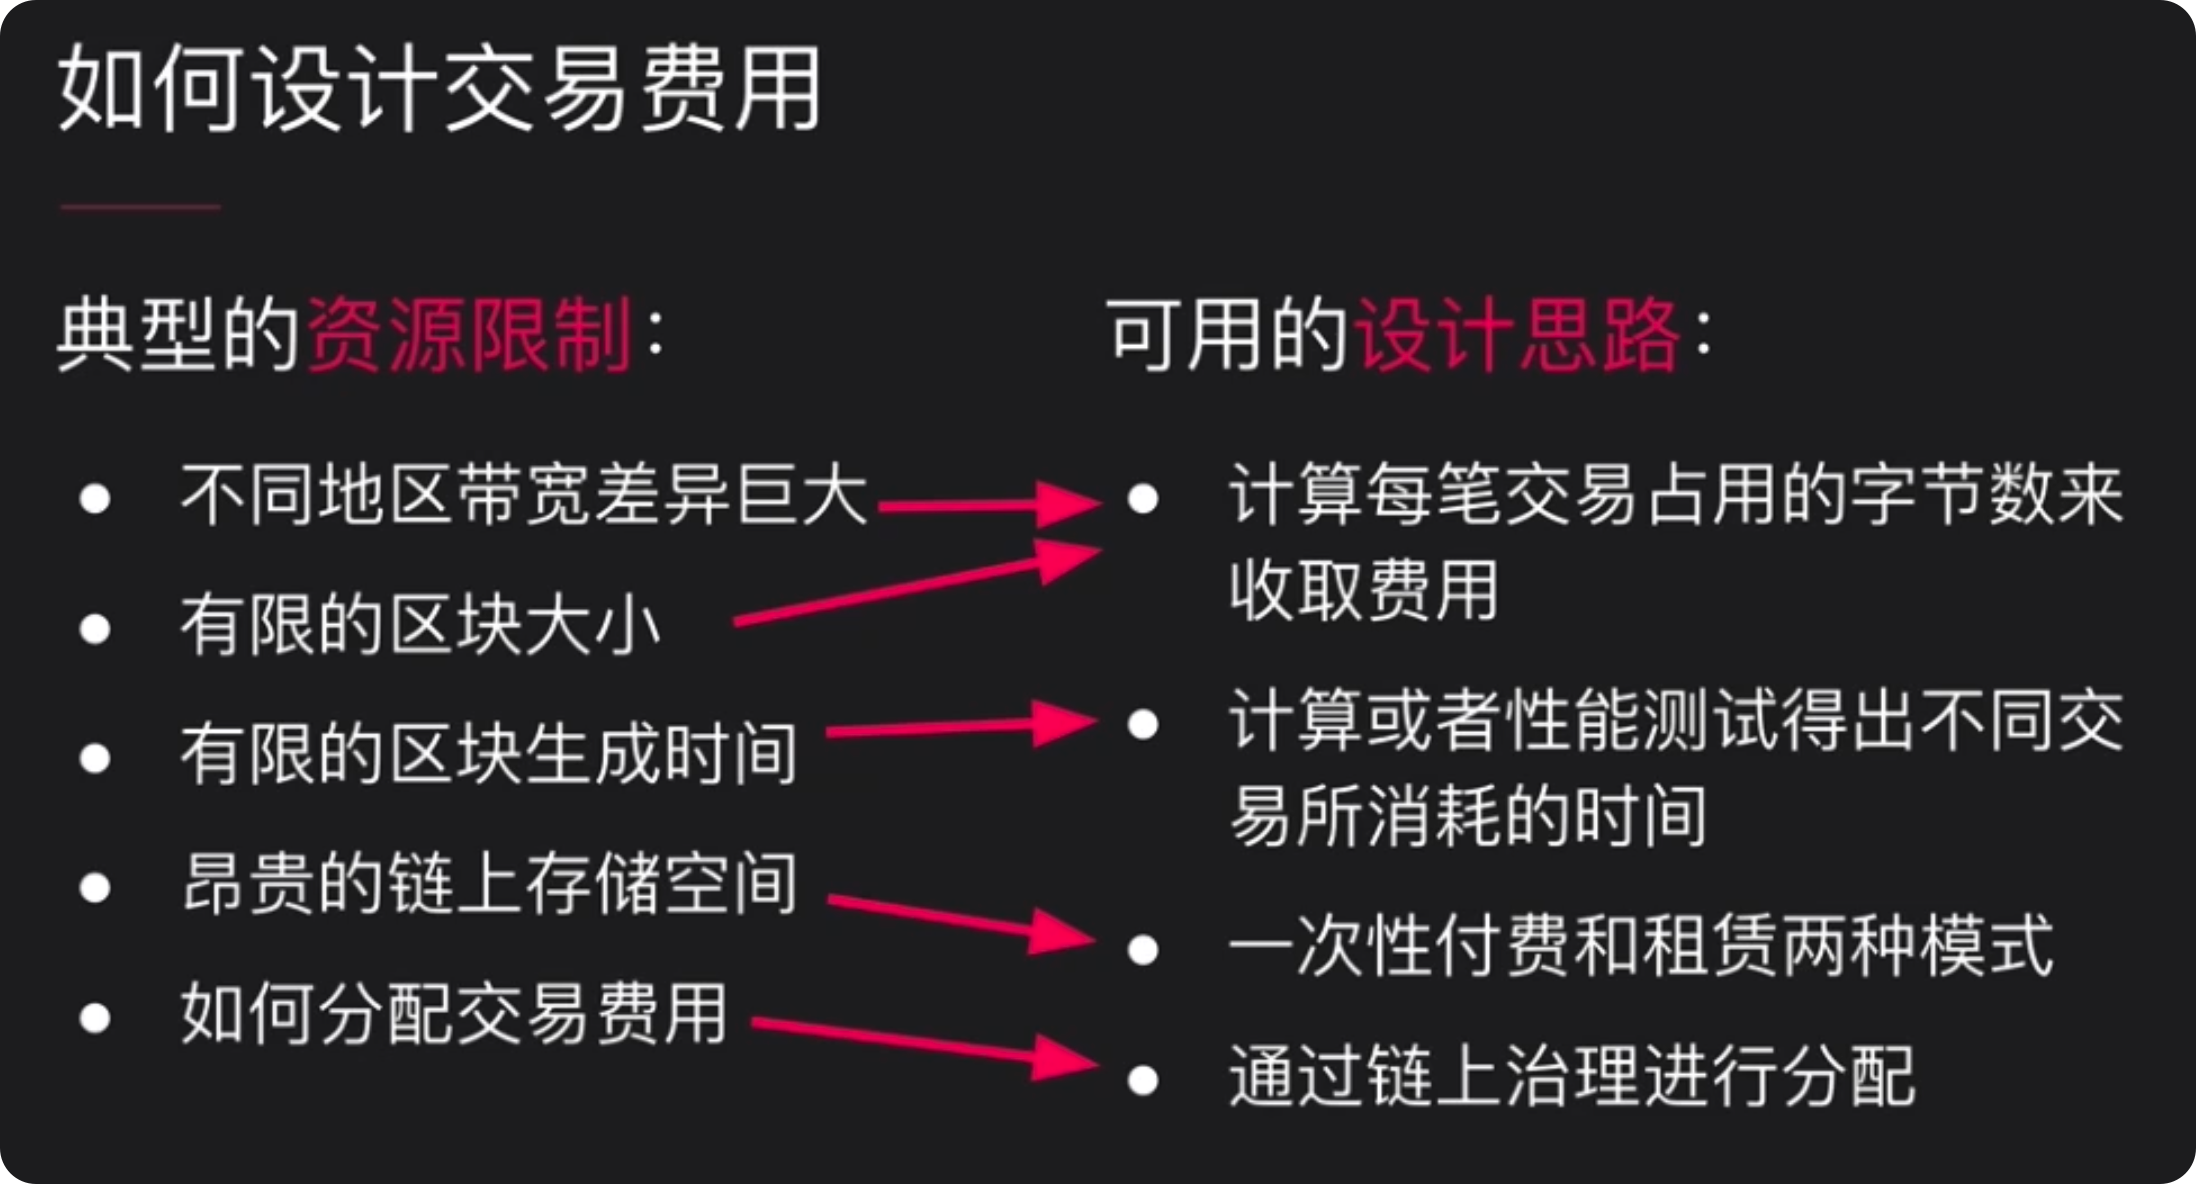 如何设计交易费用
典型的资源限制：
不同地区带宽差异巨大
有限的区块大小
有限的区块生成时间
昂贵的链上存储空间
如何分配交易费用
可用的设计思路：
计算每笔交易占用的字节数来
收取费用
计算或者性能测试得出不同交
易所消耗的时间
一次性付费和租赁两种模式
通过链上治理进行分配